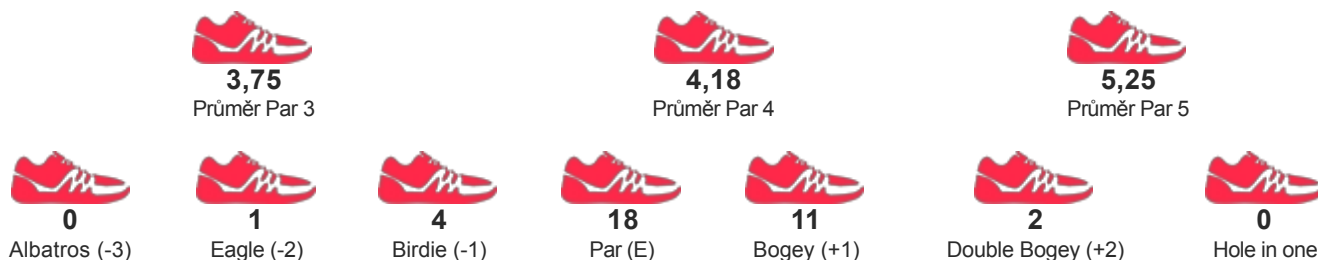 3,75 4,18 5,25
Průměr Par 3 Průměr Par 4 Průměr Par 5
0 1 4 18 11 2 0
Albatros (-3) Eagle (-2) Birdie (-1) Par (E) Bogey (+1) Double Bogey (+2) Hole in one